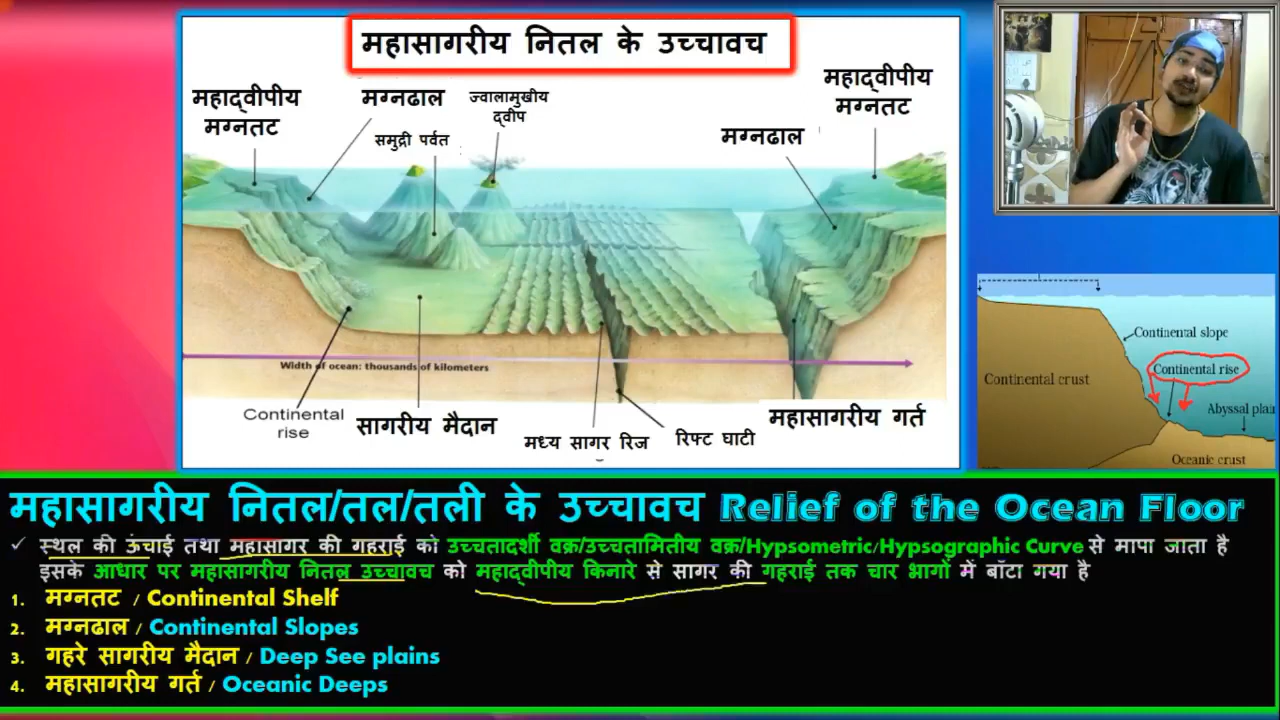 महासागरीय नितल के उच्चावच
महाद्वीपीय
मग्नतट
मग्नढाल
ज्वालामुखीय
द्वीप
समुद्री पर्वत
मग्नढाल
महाद्वीपीय
मग्नतट
Width of ocean: thousands of kilometers
Continental
rise
सागरीय मैदान
मध्य सागर रिज
रिफ्ट घाटी
महासागरीय गर्त
Continental slope
Continental rise
Continental crust
Abyssal plain
Oceanic crust
महासागरीय नितल/तल/तली के उच्चावच Relief of the Ocean Floor
✓ स्थल की ऊंचाई तथा महासागर की गहराई को उच्चतादर्शी वक्र/उच्चतामितीय वक्र/Hypsometric/Hypsographic Curve से मापा जाता है
इसके आधार पर महासागरीय नितल उच्चावच को महाद्वीपीय किनारे से सागर की गहराई तक चार भागों में बाँटा गया है
1. मग्नतट / Continental Shelf
2. मग्नढाल / Continental Slopes
3. गहरे सागरीय मैदान / Deep See plains
4. महासागरीय गर्त / Oceanic Deeps